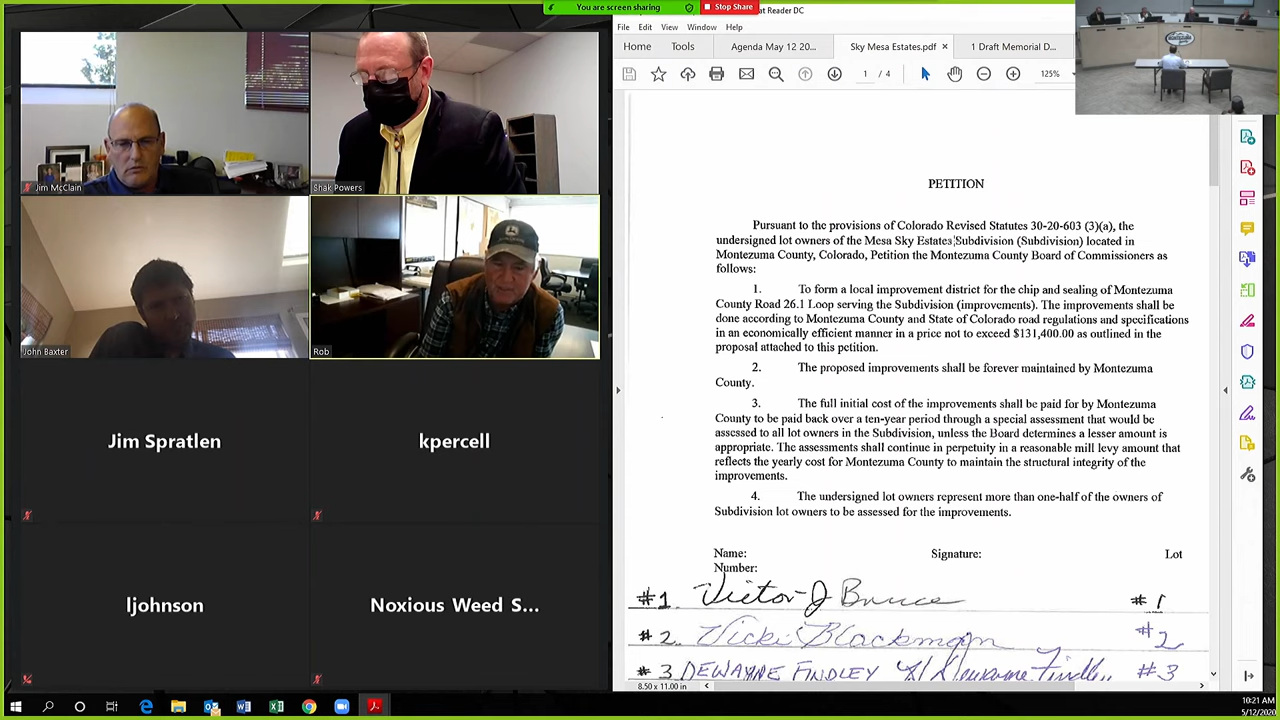 You are screen sharing
Stop Share
at Reader DC
File Edit View Window Help
Home Tools Agenda May 12 20... Sky Mesa Estates.pdf × 1 Draft Memorial D...
1 / 4 125%
MONTEZUMA
Jim McClain
Shak Powers
John Baxter
Rob
Jim Spratlen
kpercell
ljohnson
Noxious Weed S...
PETITION
Pursuant to the provisions of Colorado Revised Statutes 30-20-603 (3)(a), the
undersigned lot owners of the Mesa Sky Estates Subdivision (Subdivision) located in
Montezuma County, Colorado, Petition the Montezuma County Board of Commissioners as
follows:
1. To form a local improvement district for the chip and sealing of Montezuma
County Road 26.1 Loop serving the Subdivision (improvements). The improvements shall be
done according to Montezuma County and State of Colorado road regulations and specifications
in an economically efficient manner in a price not to exceed $131,400.00 as outlined in the
proposal attached to this petition.
2. The proposed improvements shall be forever maintained by Montezuma
County.
3. The full initial cost of the improvements shall be paid for by Montezuma
County to be paid back over a ten-year period through a special assessment that would be
assessed to all lot owners in the Subdivision, unless the Board determines a lesser amount is
appropriate. The assessments shall continue in perpetuity in a reasonable mill levy amount that
reflects the yearly cost for Montezuma County to maintain the structural integrity of the
improvements.
4. The undersigned lot owners represent more than one-half of the owners of
Subdivision lot owners to be assessed for the improvements.
Name: Signature: Lot
Number:
#1. Victor J Bruce #1
#2. Vicki Blackman #2
#3 DEWAYNE FINDLEY Dewayne Findle #3
8.50 x 11.00 in
10:21 AM
5/12/2020